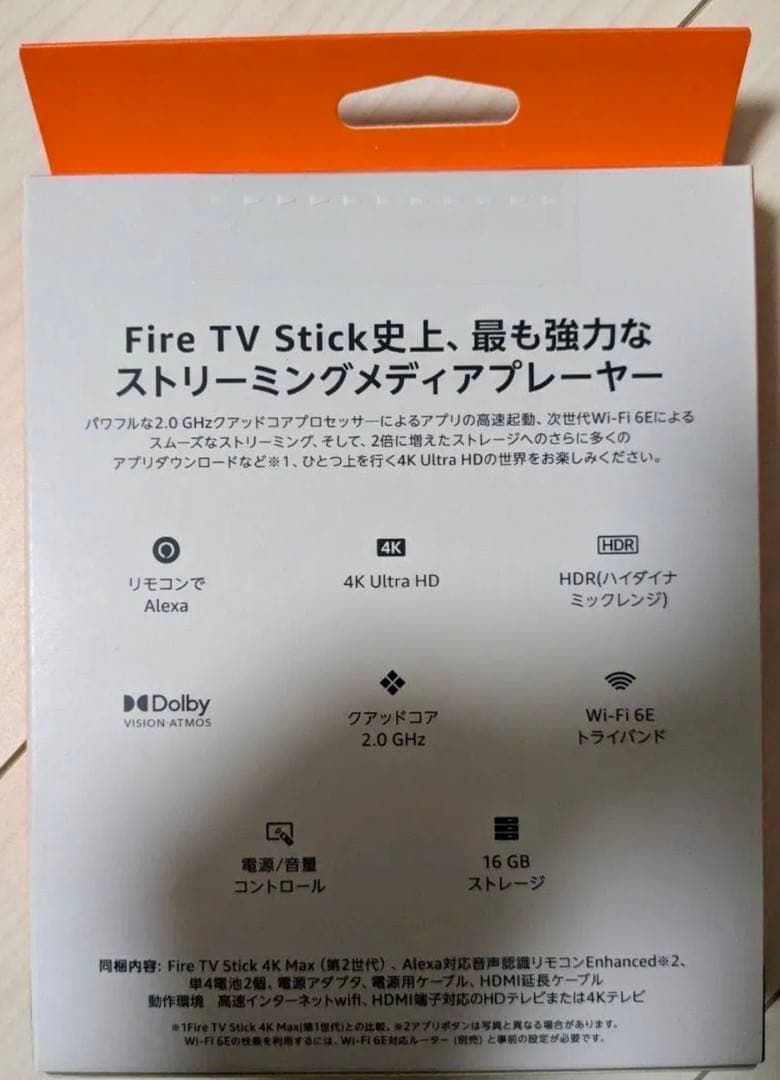 Fire TV Stick史上、最も強力な
ストリーミングメディアプレーヤー
パワフルな2.0 GHzクアッドコアプロセッサーによるアプリの高速起動、次世代Wi-Fi 6Eによる
スムーズなストリーミング、そして、2倍に増えたストレージへのさらに多くの
アプリダウンロードなど※1、ひとつ上を行く4K Ultra HDの世界をお楽しみください。
リモコンで
Alexa
4K
4K Ultra HD
HDR
HDR(ハイダイナ
ミックレンジ)
Dolby
VISION·ATMOS
クアッドコア
2.0 GHz
Wi-Fi 6E
トライバンド
電源/音量
コントロール
16 GB
ストレージ
同梱内容: Fire TV Stick 4K Max（第2世代）、Alexa対応音声認識リモコンEnhanced※2、
単4電池2個、電源アダプタ、電源用ケーブル、HDMI延長ケーブル
動作環境　高速インターネットwifi、HDMI端子対応のHDテレビまたは4Kテレビ
※1Fire TV Stick 4K Max(第1世代)との比較。※2アプリボタンは写真と異なる場合があります。
Wi-Fi 6Eの性能を利用するには、Wi-Fi 6E対応ルーター（別売）と事前の設定が必要です。